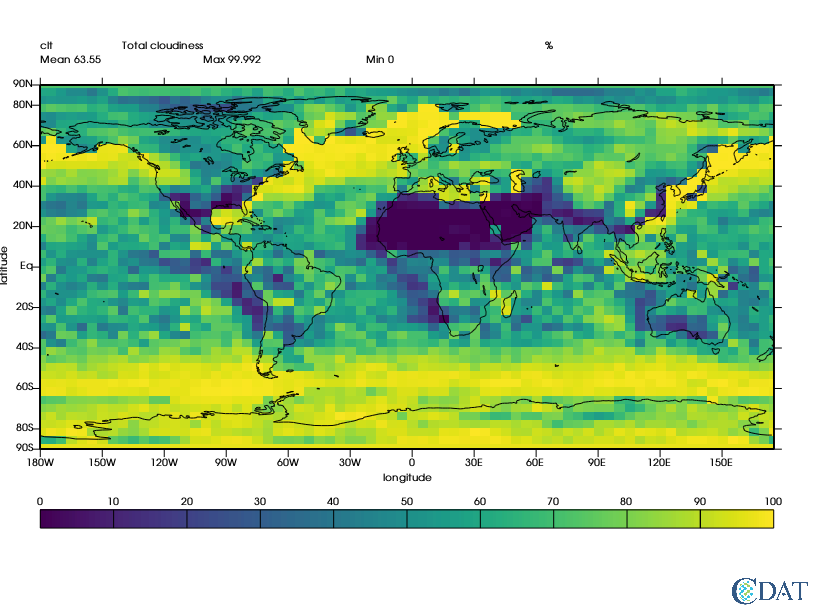 clt Total cloudiness %
Mean 63.55 Max 99.992 Min 0
90N
80N
60N
40N
20N
Eq
20S
40S
60S
80S
90S
latitude
180W 150W 120W 90W 60W 30W 0 30E 60E 90E 120E 150E
longitude
0 10 20 30 40 50 60 70 80 90 100
CDAT